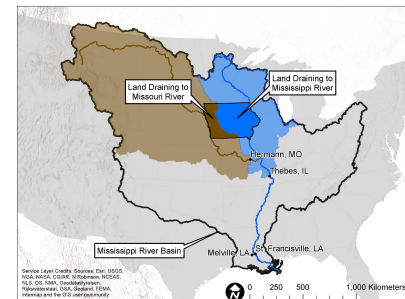 Land Draining to
Mississippi River
Land Draining to
Missouri River
Hermann, MO
Thebes, IL
Mississippi River Basin
Melville, LA
St. Francisville, LA
Service Layer Credits: Sources: Esri, USGS,
NGA, NASA, CGIAR, N Robinson, NCEAS,
NLS, OS, NMA, Geodatastyrelsen,
Rijkswaterstaat, GSA, Geoland, FEMA,
Intermap and the GIS user community
N
0 250 500 1,000 Kilometers